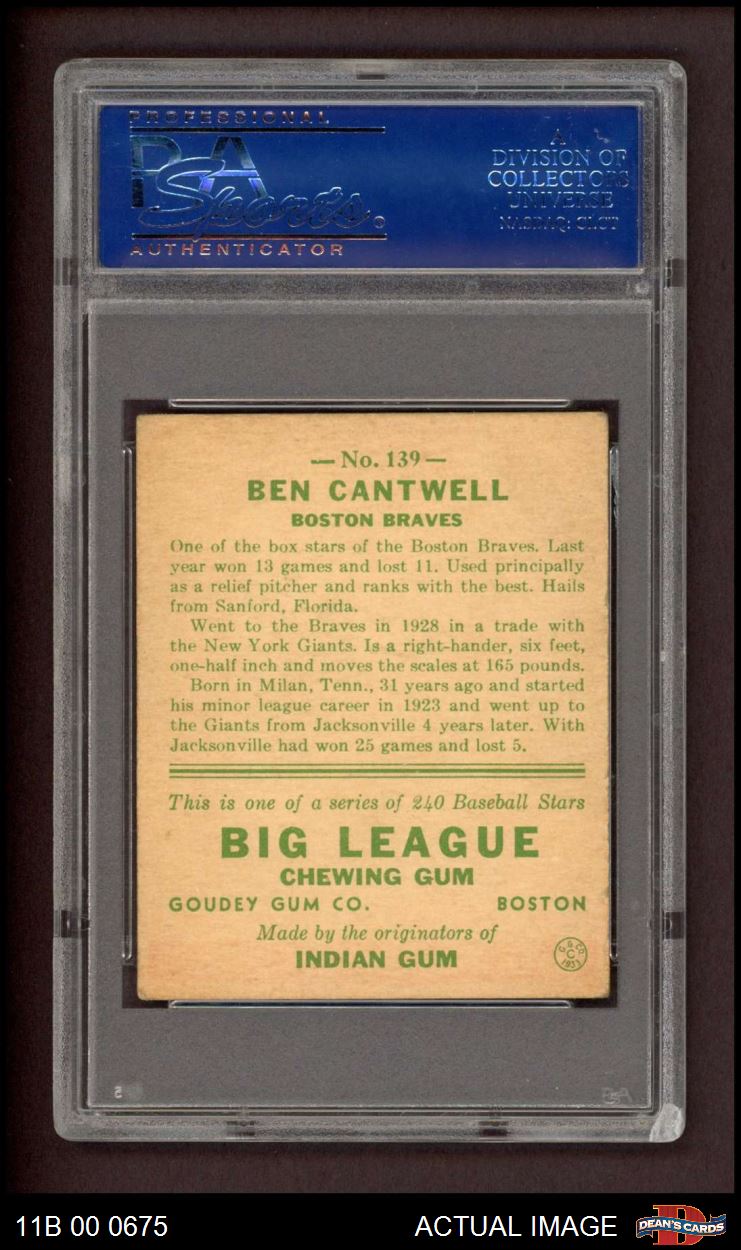 PROFESSIONAL
PSA
Sports
AUTHENTICATOR
A
DIVISION OF
COLLECTORS
UNIVERSE
NASDAQ: CLCT
— No. 139 —
BEN CANTWELL
BOSTON BRAVES
One of the box stars of the Boston Braves. Last
year won 13 games and lost 11. Used principally
as a relief pitcher and ranks with the best. Hails
from Sanford, Florida.
Went to the Braves in 1928 in a trade with
the New York Giants. Is a right-hander, six feet,
one-half inch and moves the scales at 165 pounds.
Born in Milan, Tenn., 31 years ago and started
his minor league career in 1923 and went up to
the Giants from Jacksonville 4 years later. With
Jacksonville had won 25 games and lost 5.
This is one of a series of 240 Baseball Stars
BIG LEAGUE
CHEWING GUM
GOUDEY GUM CO. BOSTON
Made by the originators of
INDIAN GUM
G. G. CO.
C
1933
PSA
11B 00 0675
ACTUAL IMAGE
DEAN'S CARDS